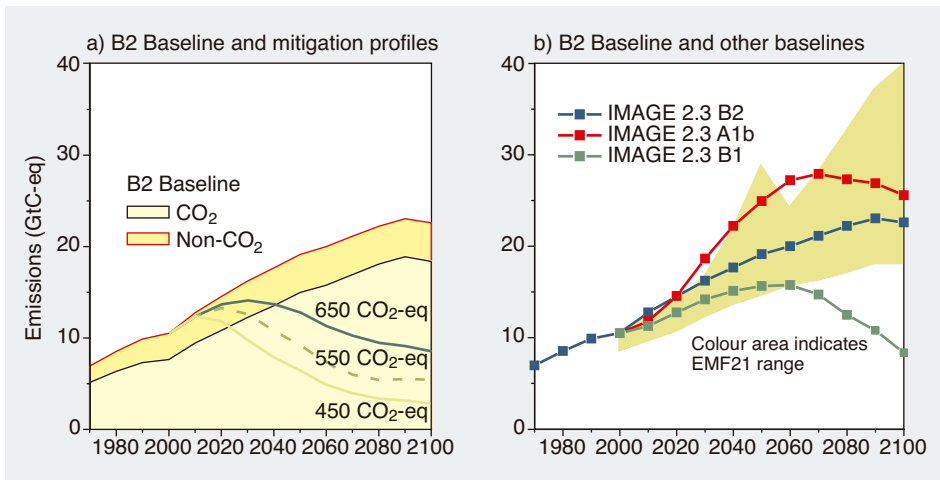 a) B2 Baseline and mitigation profiles
40
30
20
10
0
Emissions (GtC-eq)
B2 Baseline
CO₂
Non-CO₂
650 CO₂-eq
550 CO₂-eq
450 CO₂-eq
1980 2000 2020 2040 2060 2080 2100
b) B2 Baseline and other baselines
40
30
20
10
0
IMAGE 2.3 B2
IMAGE 2.3 A1b
IMAGE 2.3 B1
Colour area indicates
EMF21 range
1980 2000 2020 2040 2060 2080 2100